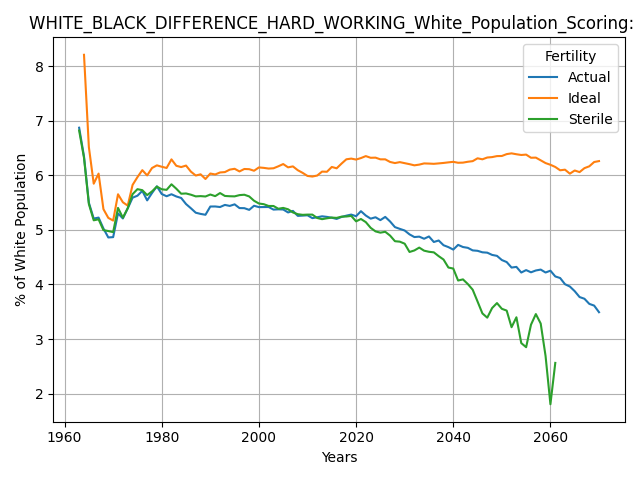 WHITE_BLACK_DIFFERENCE_HARD_WORKING_White_Population_Scoring:
Fertility
Actual
Ideal
Sterile
% of White Population
8
7
6
5
4
3
2
1960 1980 2000 2020 2040 2060
Years